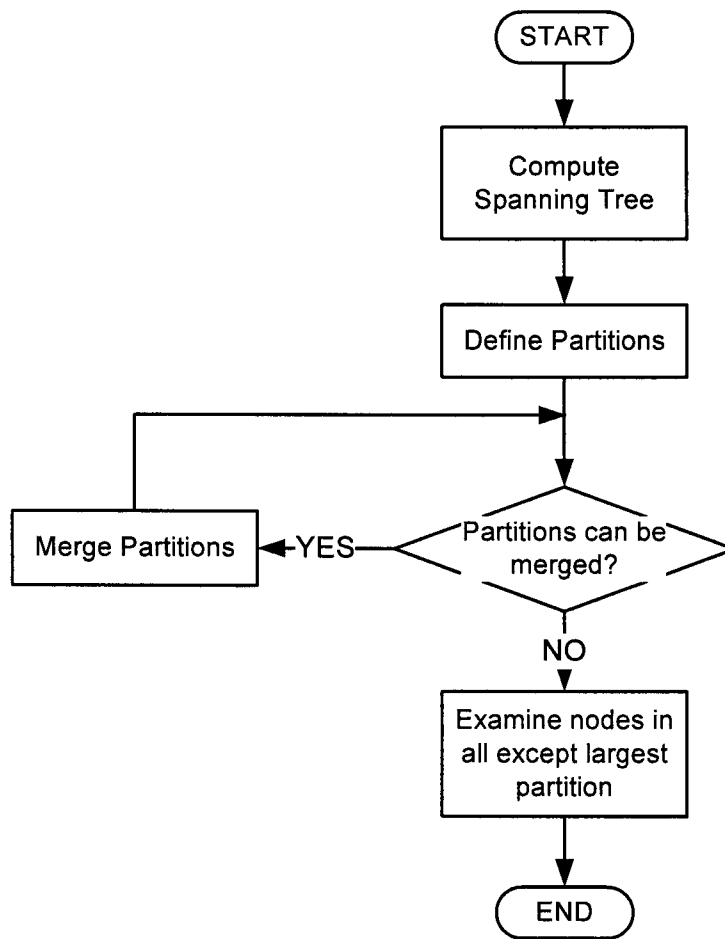 START
Compute
Spanning Tree
Define Partitions
Merge Partitions
YES
Partitions can be
merged?
NO
Examine nodes in
all except largest
partition
END